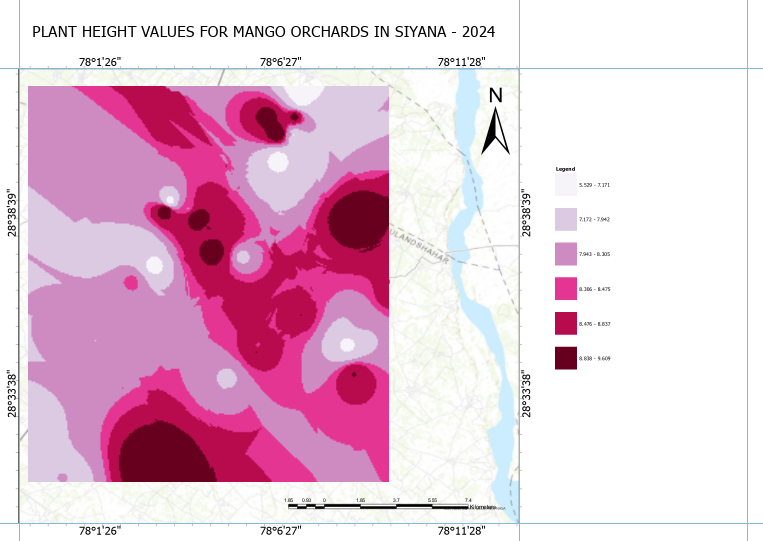 PLANT HEIGHT VALUES FOR MANGO ORCHARDS IN SIYANA - 2024
78°1'26" 78°6'27" 78°11'28"
N
28°38'39" 28°38'39"
Legend
5.529 - 7.171
7.172 - 7.942
7.943 - 8.305
8.306 - 8.475
8.476 - 8.837
8.838 - 9.609
ULANDSHAHAR
28°33'38" 28°33'38"
1.85 0.93 0 1.85 3.7 5.55 7.4
Kilometers
78°1'26" 78°6'27" 78°11'28"